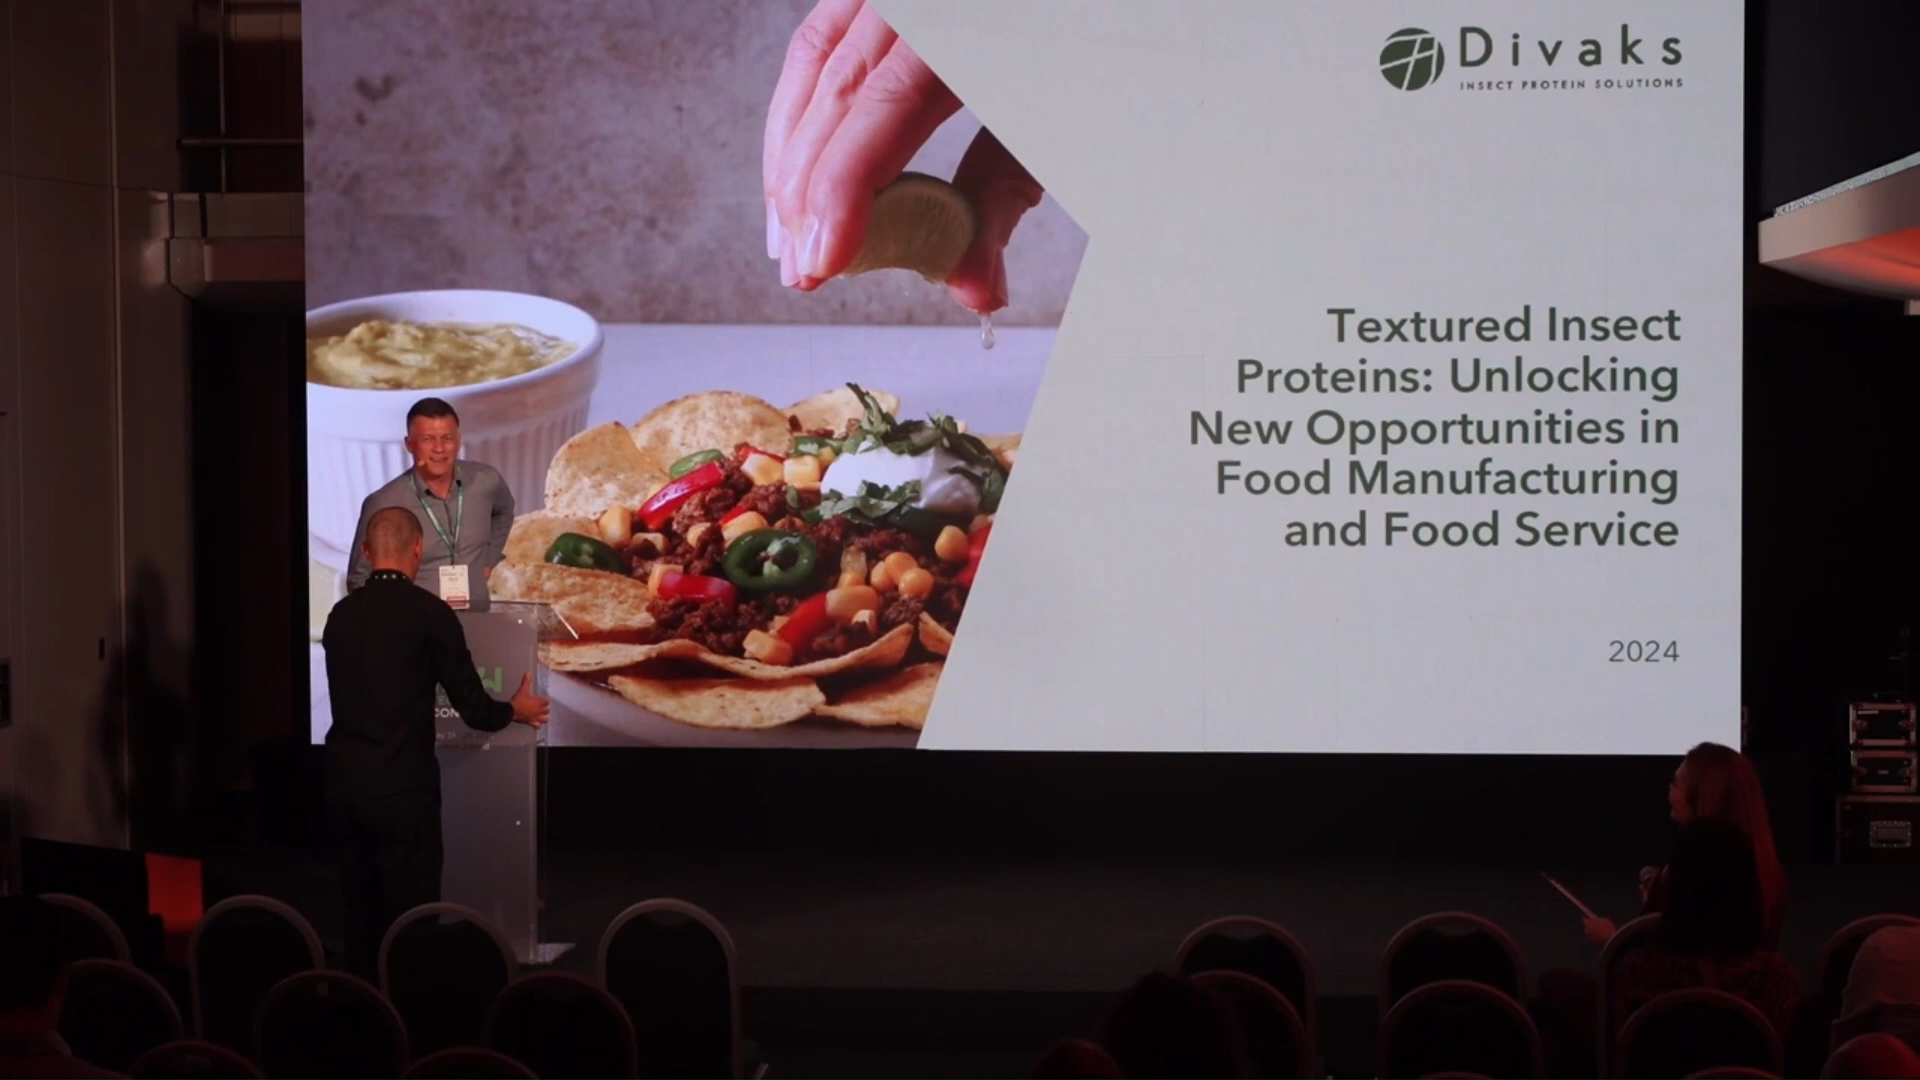 Divaks
INSECT PROTEIN SOLUTIONS
Textured Insect
Proteins: Unlocking
New Opportunities in
Food Manufacturing
and Food Service
2024